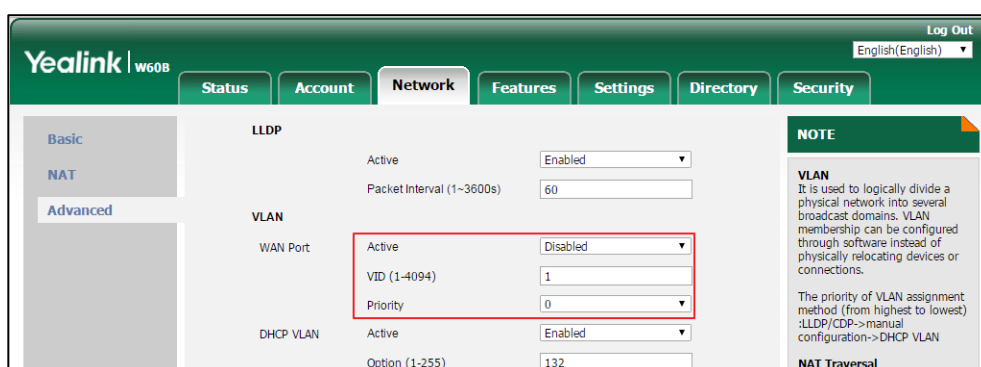 Log Out
Yealink W60B
English(English)
Status Account Network Features Settings Directory Security
Basic
NAT
Advanced
LLDP
Active Enabled
Packet Interval (1~3600s) 60
VLAN
WAN Port Active Disabled
VID (1-4094) 1
Priority 0
DHCP VLAN Active Enabled
Option (1-255) 132
NOTE
VLAN
It is used to logically divide a
physical network into several
broadcast domains. VLAN
membership can be configured
through software instead of
physically relocating devices or
connections.
The priority of VLAN assignment
method (from highest to lowest)
:LLDP/CDP->manual
configuration->DHCP VLAN
NAT Traversal